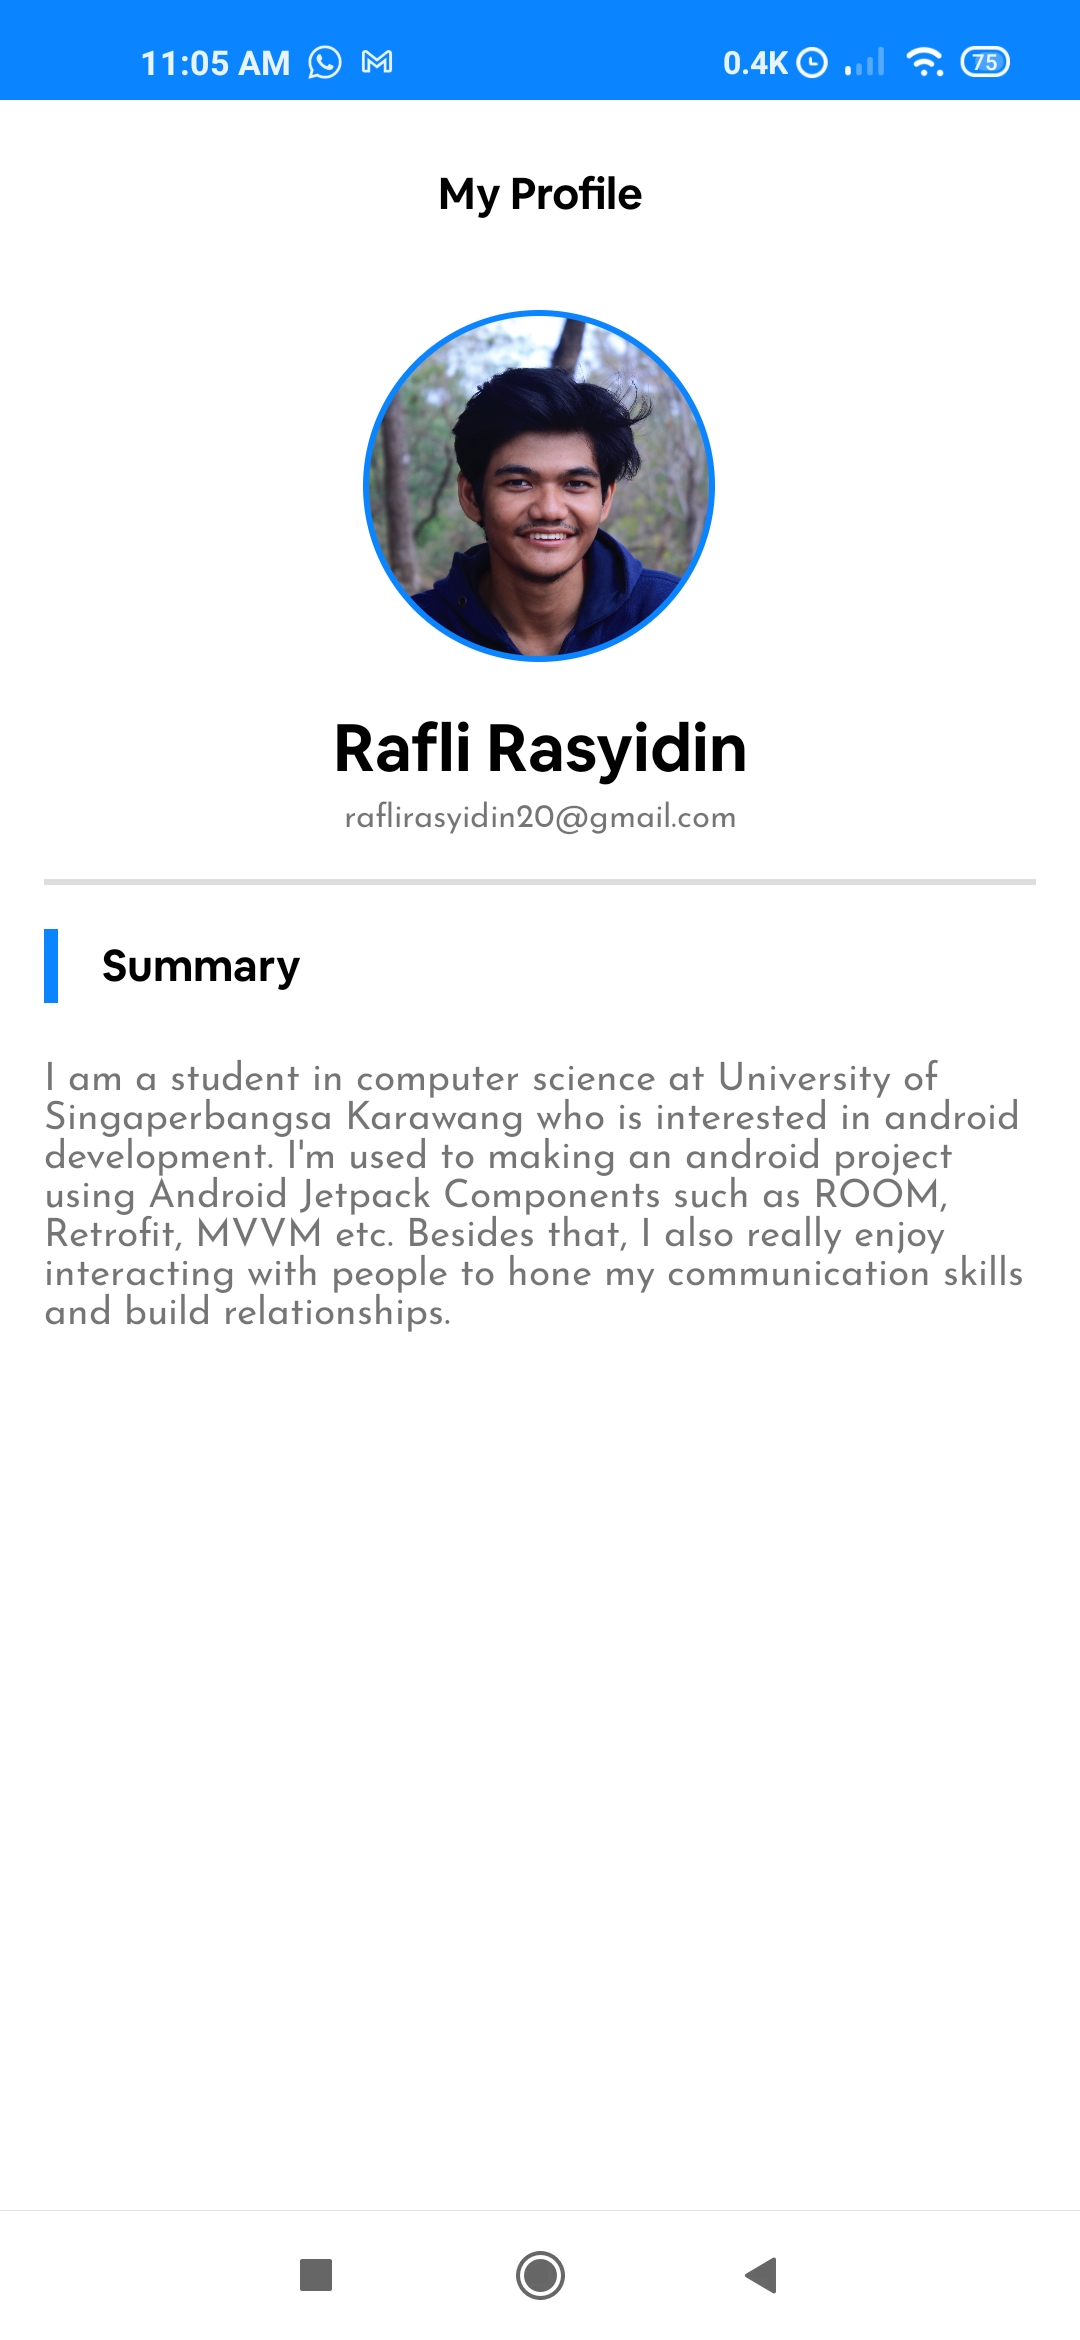 11:05 AM 0.4K 75
My Profile
Rafli Rasyidin
raflirasyidin20@gmail.com
Summary
I am a student in computer science at University of
Singaperbangsa Karawang who is interested in android
development. I'm used to making an android project
using Android Jetpack Components such as ROOM,
Retrofit, MVVM etc. Besides that, I also really enjoy
interacting with people to hone my communication skills
and build relationships.